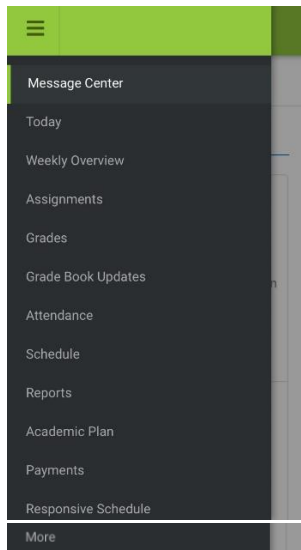 Message Center
Today
Weekly Overview
Assignments
Grades
Grade Book Updates
Attendance
Schedule
Reports
Academic Plan
Payments
Responsive Schedule
More